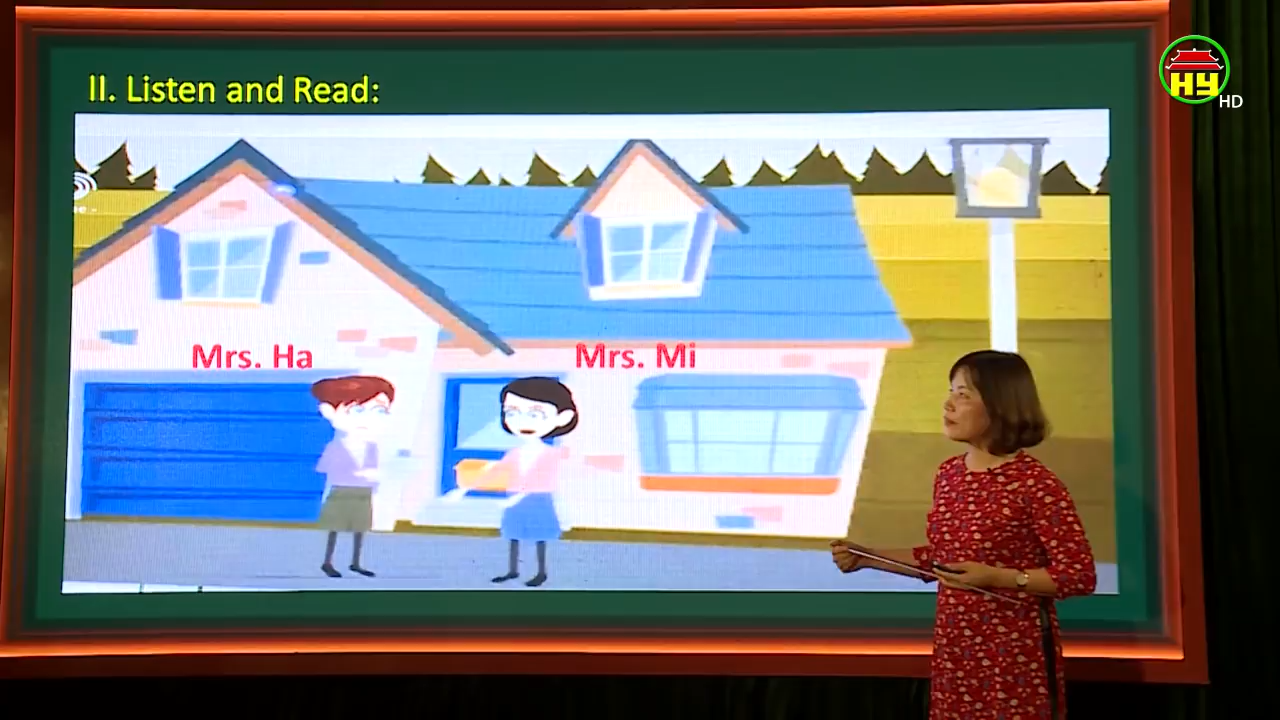 II. Listen and Read:
HY
HD
Mrs. Ha
Mrs. Mi